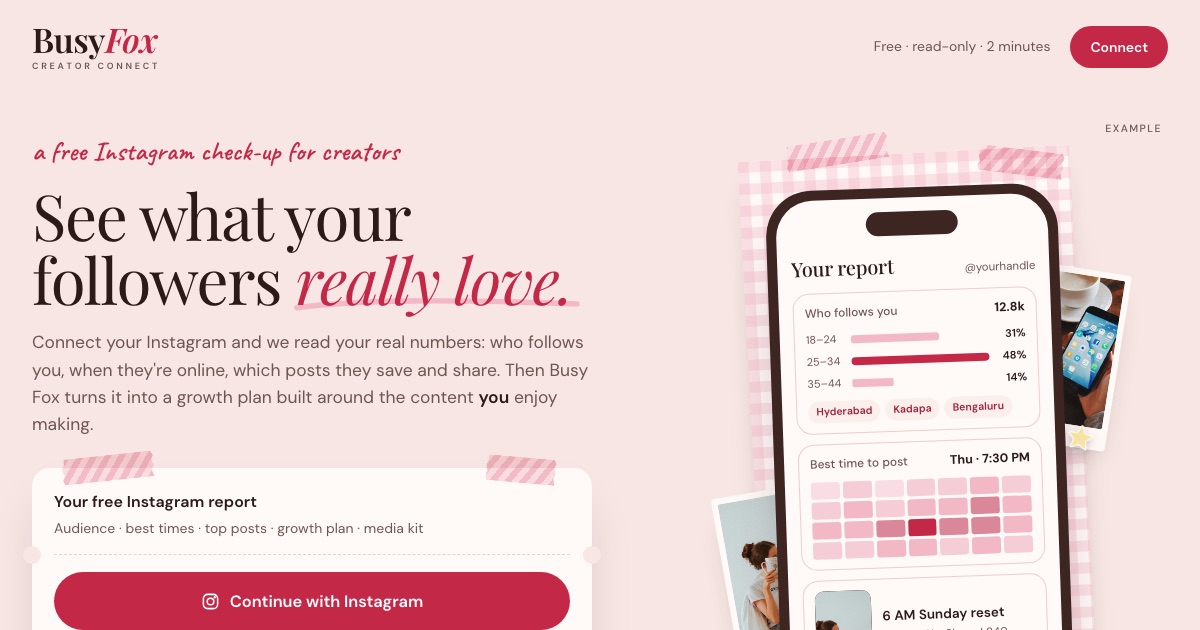 BusyFox
CREATOR CONNECT
Free · read-only · 2 minutes
Connect
a free Instagram check-up for creators
See what your
followers really love.
Connect your Instagram and we read your real numbers: who follows
you, when they're online, which posts they save and share. Then Busy
Fox turns it into a growth plan built around the content you enjoy
making.
Your free Instagram report
Audience · best times · top posts · growth plan · media kit
Continue with Instagram
EXAMPLE
Your report
@yourhandle
Who follows you
12.8k
18–24
31%
25–34
48%
35–44
14%
Hyderabad
Kadapa
Bengaluru
Best time to post
Thu · 7:30 PM
6 AM Sunday reset